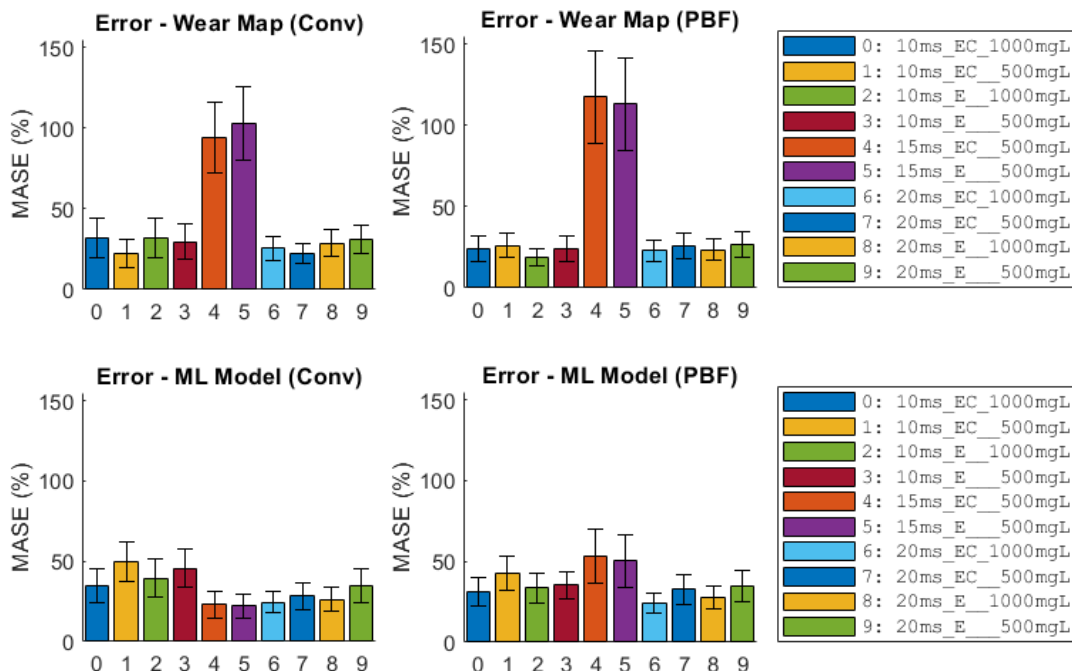 Error - Wear Map (Conv)
MASE (%)
150
100
50
0
0 1 2 3 4 5 6 7 8 9
Error - Wear Map (PBF)
MASE (%)
150
100
50
0
0 1 2 3 4 5 6 7 8 9
0: 10ms_EC_1000mgL
1: 10ms_EC__500mgL
2: 10ms_E__1000mgL
3: 10ms_E___500mgL
4: 15ms_EC__500mgL
5: 15ms_E___500mgL
6: 20ms_EC_1000mgL
7: 20ms_EC__500mgL
8: 20ms_E__1000mgL
9: 20ms_E___500mgL
Error - ML Model (Conv)
MASE (%)
150
100
50
0
0 1 2 3 4 5 6 7 8 9
Error - ML Model (PBF)
MASE (%)
150
100
50
0
0 1 2 3 4 5 6 7 8 9
0: 10ms_EC_1000mgL
1: 10ms_EC__500mgL
2: 10ms_E__1000mgL
3: 10ms_E___500mgL
4: 15ms_EC__500mgL
5: 15ms_E___500mgL
6: 20ms_EC_1000mgL
7: 20ms_EC__500mgL
8: 20ms_E__1000mgL
9: 20ms_E___500mgL